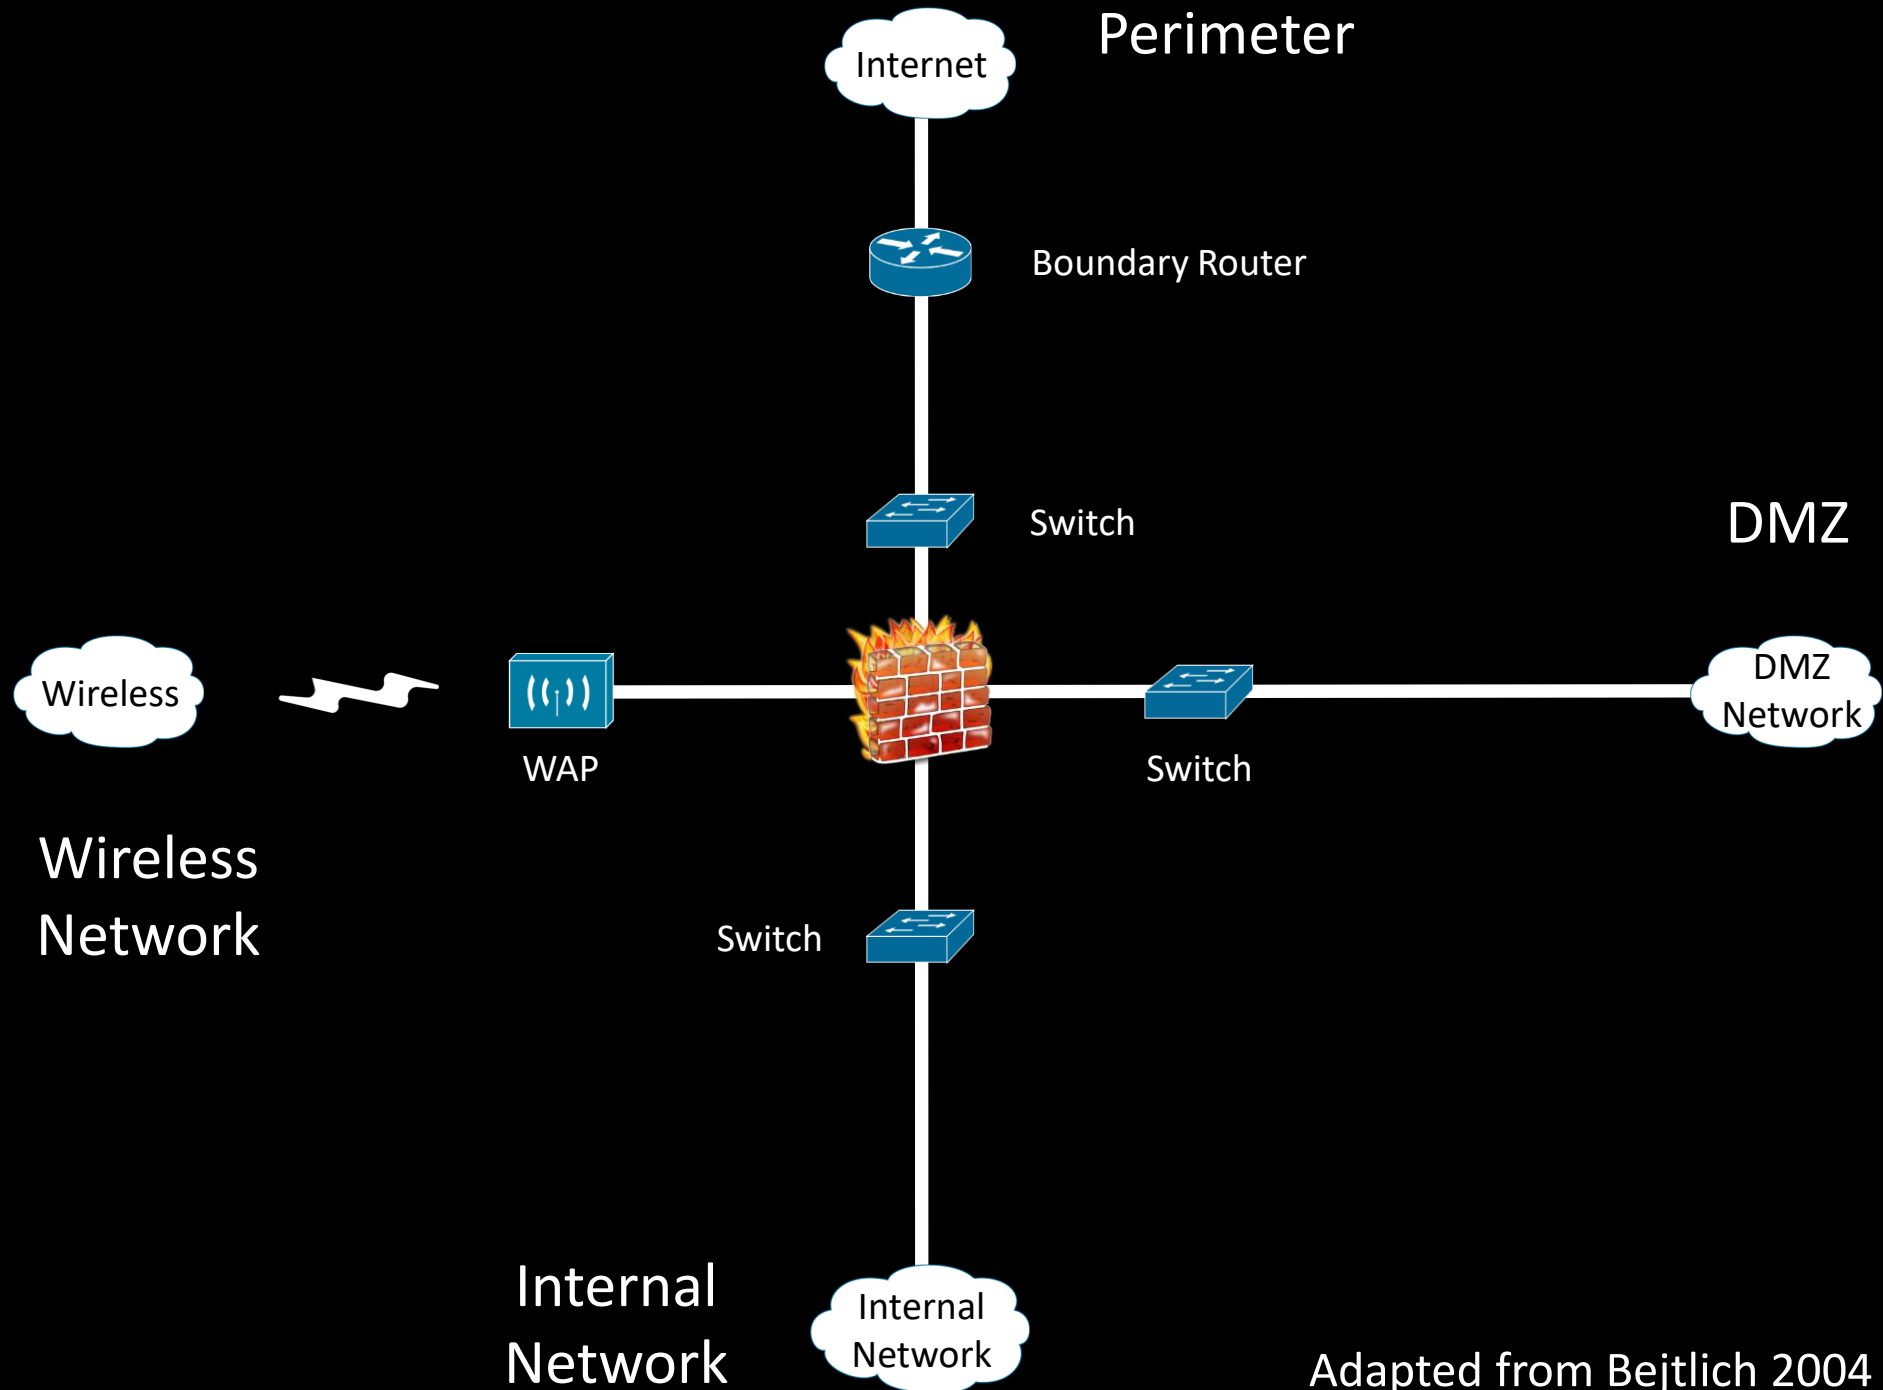 Perimeter
Internet
Boundary Router
Switch
DMZ
Wireless
DMZ
Network
WAP
Switch
Wireless
Network
Switch
Internal
Network
Internal
Network
Adapted from Bejtlich 2004